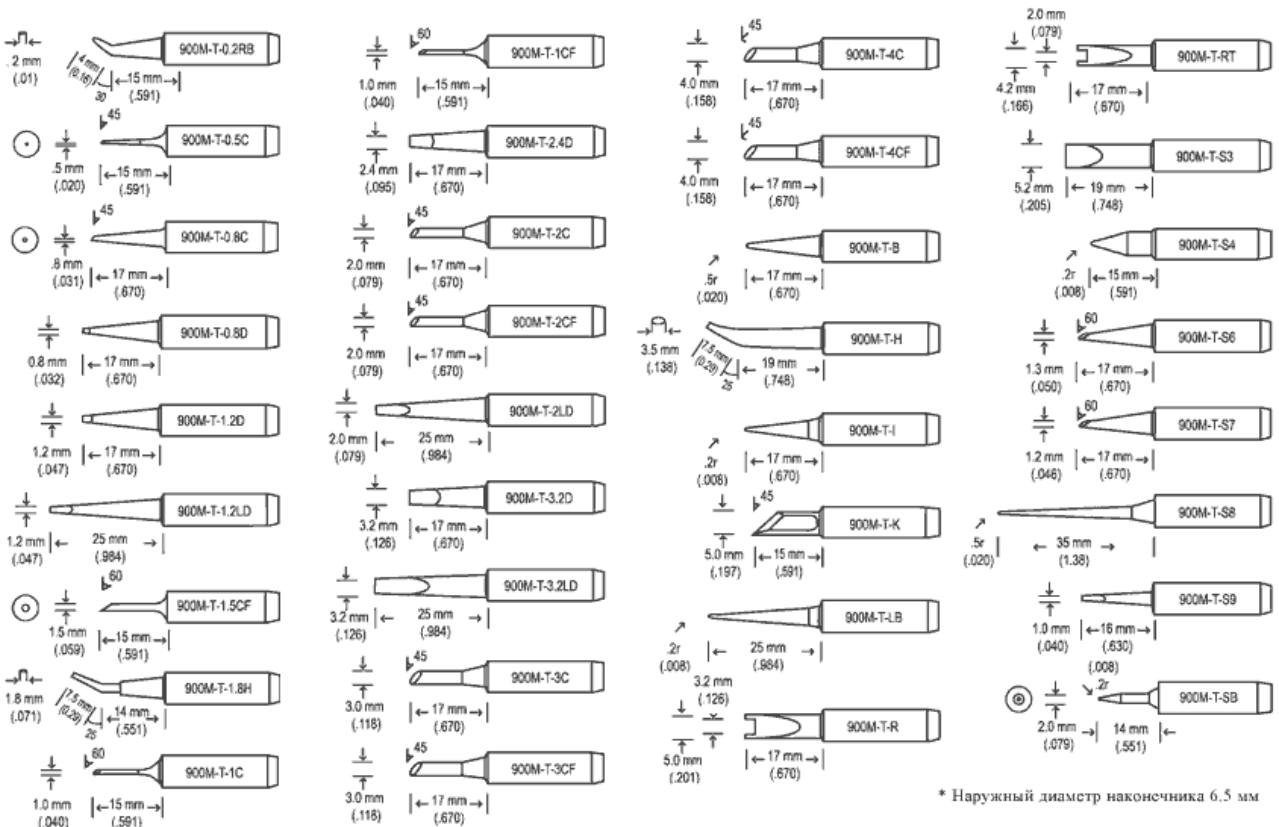 900M-T-0.2RB
.2 mm
(.01)
4 mm
(0.16)
30
15 mm
(.591)
45
900M-T-0.5C
.5 mm
(.020)
15 mm
(.591)
45
900M-T-0.8C
.8 mm
(.031)
17 mm
(.670)
900M-T-0.8D
0.8 mm
(.032)
17 mm
(.670)
900M-T-1.2D
1.2 mm
(.047)
17 mm
(.670)
900M-T-1.2LD
1.2 mm
(.047)
25 mm
(.984)
60
900M-T-1.5CF
1.5 mm
(.059)
15 mm
(.591)
900M-T-1.8H
1.8 mm
(.071)
7.5 mm
(0.29)
25
14 mm
(.551)
60
900M-T-1C
1.0 mm
(.040)
15 mm
(.591)
60
900M-T-1CF
1.0 mm
(.040)
15 mm
(.591)
900M-T-2.4D
2.4 mm
(.095)
17 mm
(.670)
45
900M-T-2C
2.0 mm
(.079)
17 mm
(.670)
45
900M-T-2CF
2.0 mm
(.079)
17 mm
(.670)
900M-T-2LD
2.0 mm
(.079)
25 mm
(.984)
900M-T-3.2D
3.2 mm
(.126)
17 mm
(.670)
900M-T-3.2LD
3.2 mm
(.126)
25 mm
(.984)
45
900M-T-3C
3.0 mm
(.118)
17 mm
(.670)
45
900M-T-3CF
3.0 mm
(.118)
17 mm
(.670)
45
900M-T-4C
4.0 mm
(.158)
17 mm
(.670)
45
900M-T-4CF
4.0 mm
(.158)
17 mm
(.670)
900M-T-B
.5r
(.020)
17 mm
(.670)
900M-T-H
3.5 mm
(.138)
7.5 mm
(0.29)
25
19 mm
(.748)
900M-T-I
.2r
(.008)
17 mm
(.670)
45
900M-T-K
5.0 mm
(.197)
15 mm
(.591)
900M-T-LB
.2r
(.008)
25 mm
(.984)
3.2 mm
(.126)
900M-T-R
5.0 mm
(.201)
17 mm
(.670)
2.0 mm
(.079)
900M-T-RT
4.2 mm
(.166)
17 mm
(.670)
900M-T-S3
5.2 mm
(.205)
19 mm
(.748)
900M-T-S4
.2r
(.008)
15 mm
(.591)
60
900M-T-S6
1.3 mm
(.050)
17 mm
(.670)
60
900M-T-S7
1.2 mm
(.046)
17 mm
(.670)
900M-T-S8
.5r
(.020)
35 mm
(1.38)
900M-T-S9
1.0 mm
(.040)
16 mm
(.630)
(.008)
.2r
900M-T-SB
2.0 mm
(.079)
14 mm
(.551)
* Наружный диаметр наконечника 6.5 мм